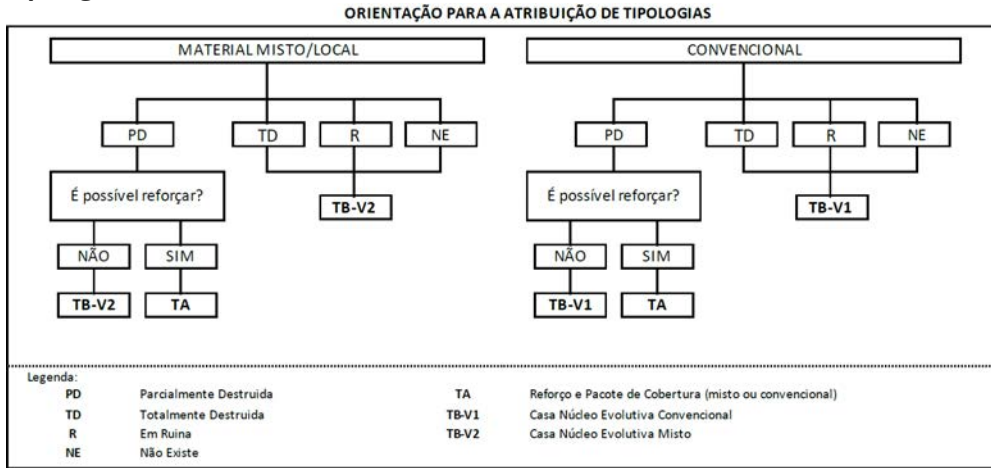 ORIENTAÇÃO PARA A ATRIBUIÇÃO DE TIPOLOGIAS
MATERIAL MISTO/LOCAL
PD TD R NE
É possível reforçar?
TB-V2
NÃO SIM
TB-V2 TA
CONVENCIONAL
PD TD R NE
É possível reforçar?
TB-V1
NÃO SIM
TB-V1 TA
Legenda:
PD Parcialmente Destruida
TD Totalmente Destruida
R Em Ruina
NE Não Existe
TA Reforço e Pacote de Cobertura (misto ou convencional)
TB-V1 Casa Núcleo Evolutiva Convencional
TB-V2 Casa Núcleo Evolutiva Misto